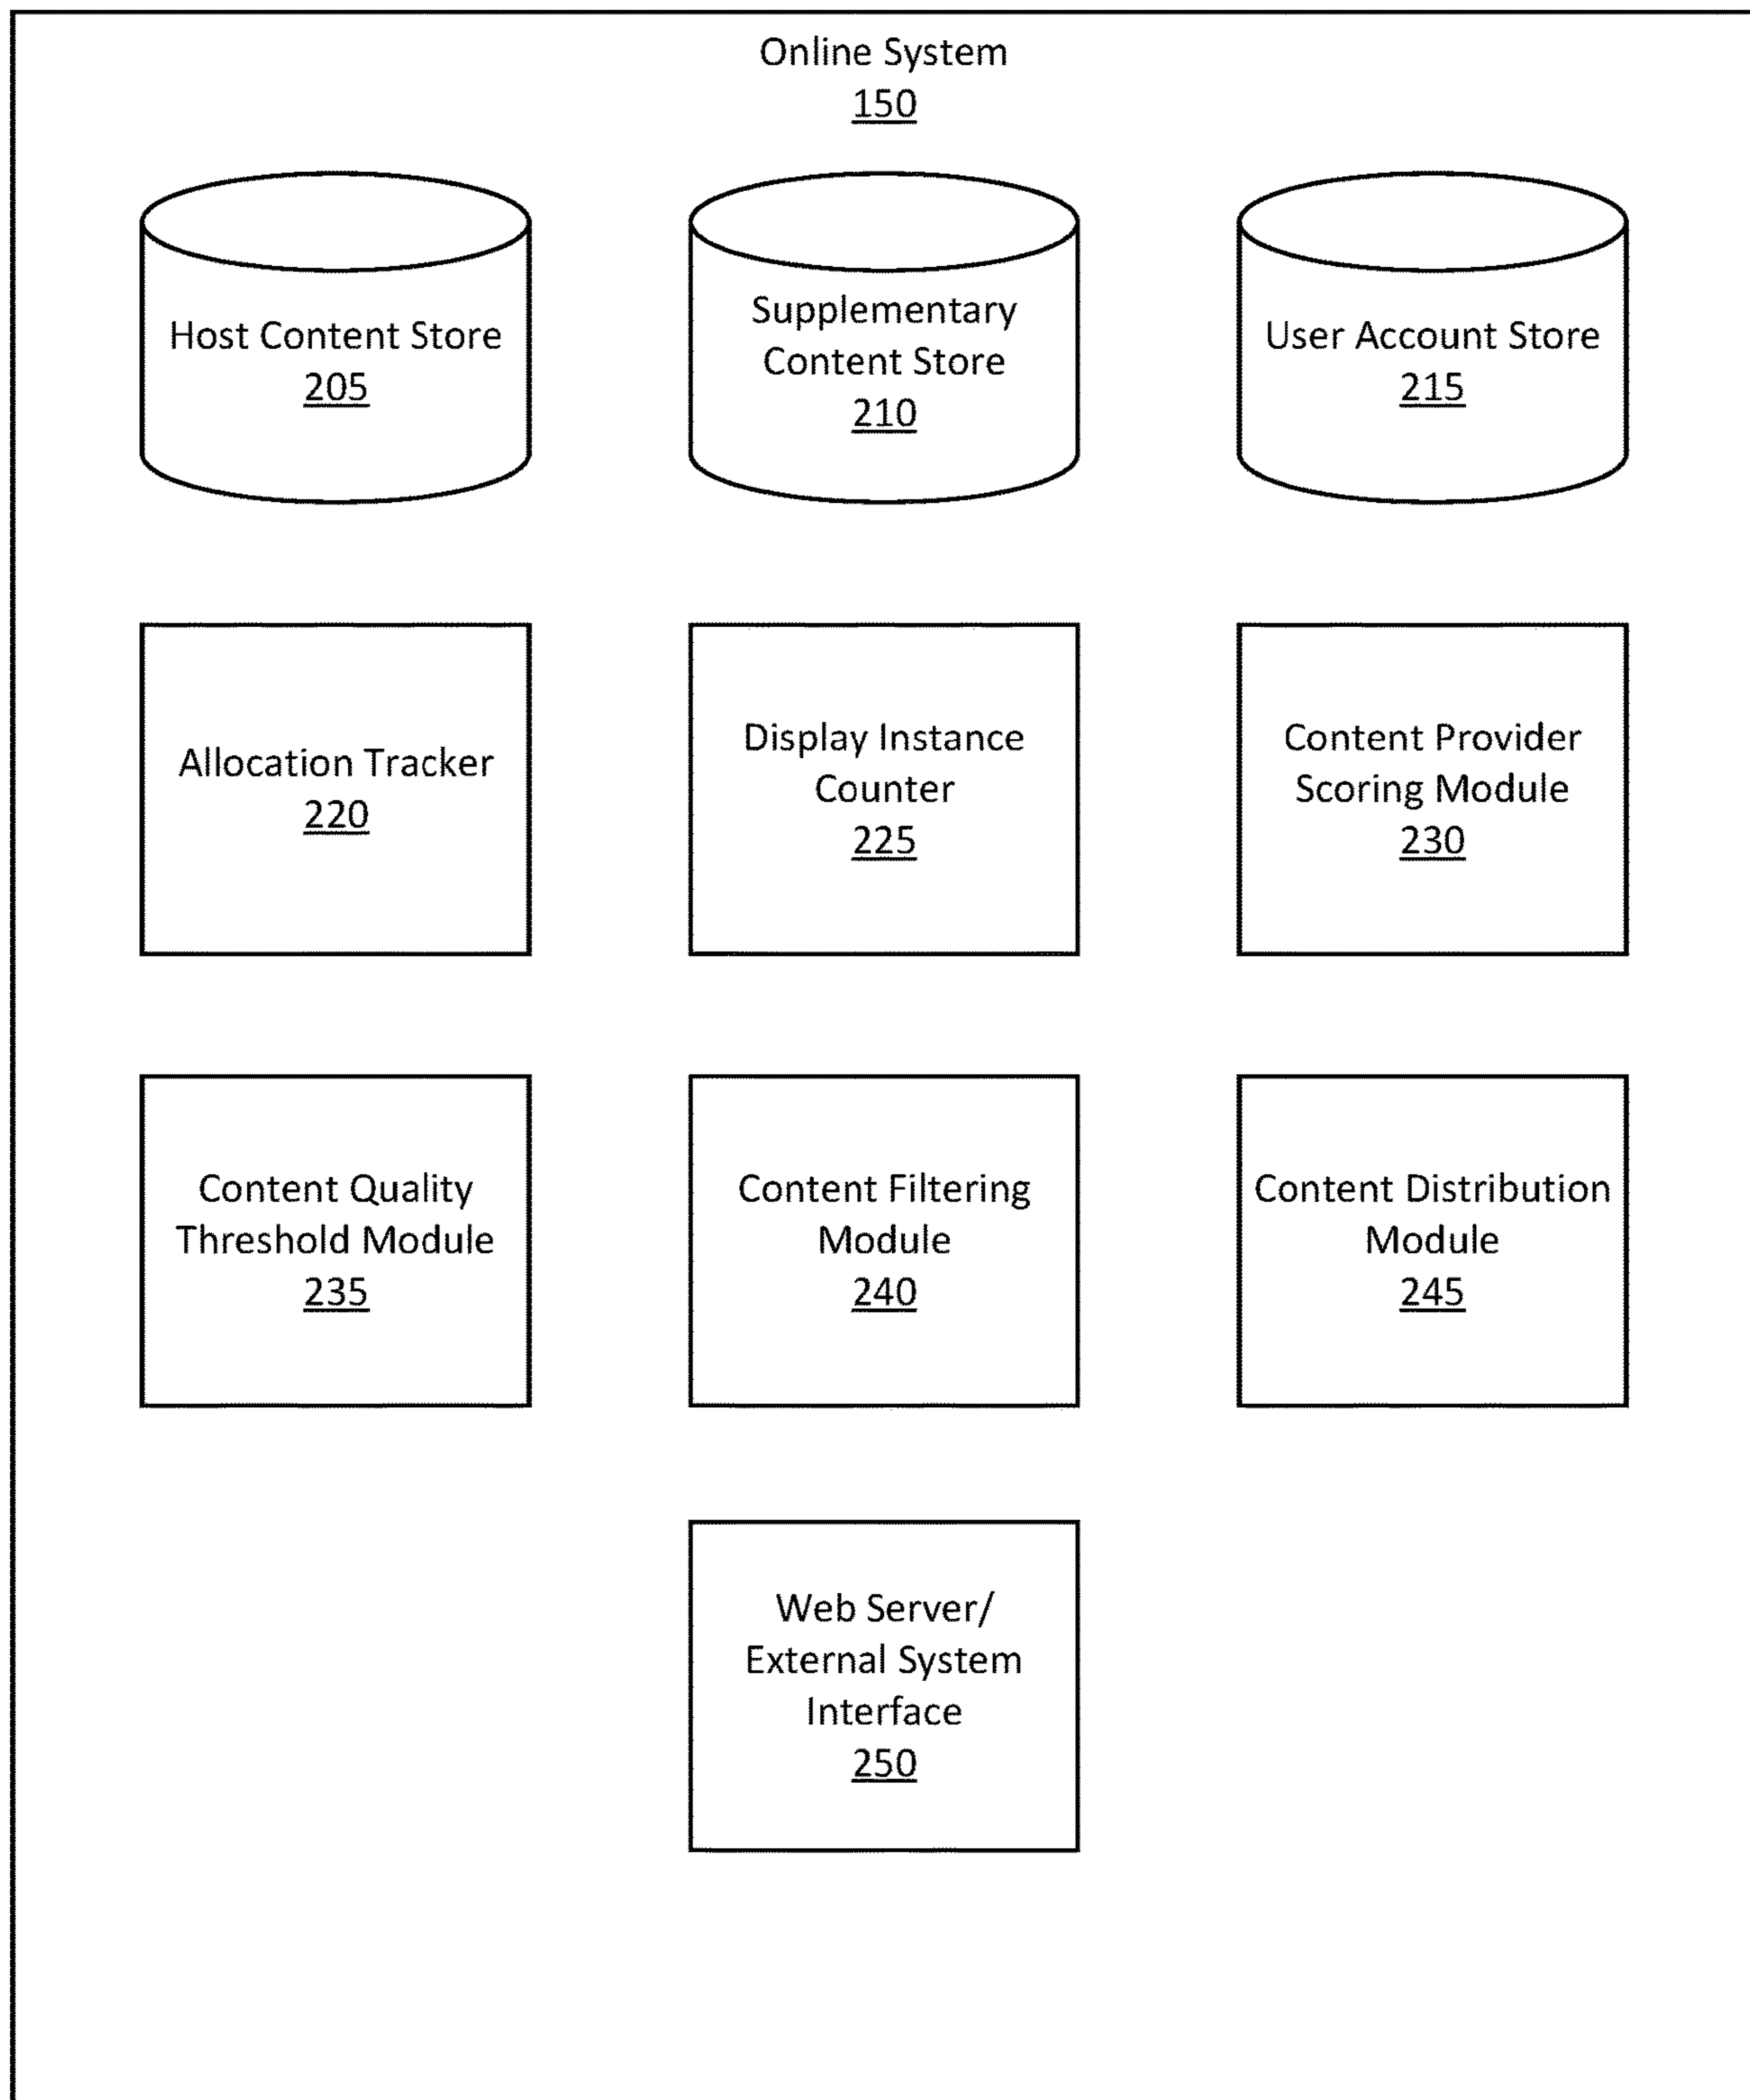 Online System
150
Host Content Store
205
Supplementary
Content Store
210
User Account Store
215
Allocation Tracker
220
Display Instance
Counter
225
Content Provider
Scoring Module
230
Content Quality
Threshold Module
235
Content Filtering
Module
240
Content Distribution
Module
245
Web Server/
External System
Interface
250